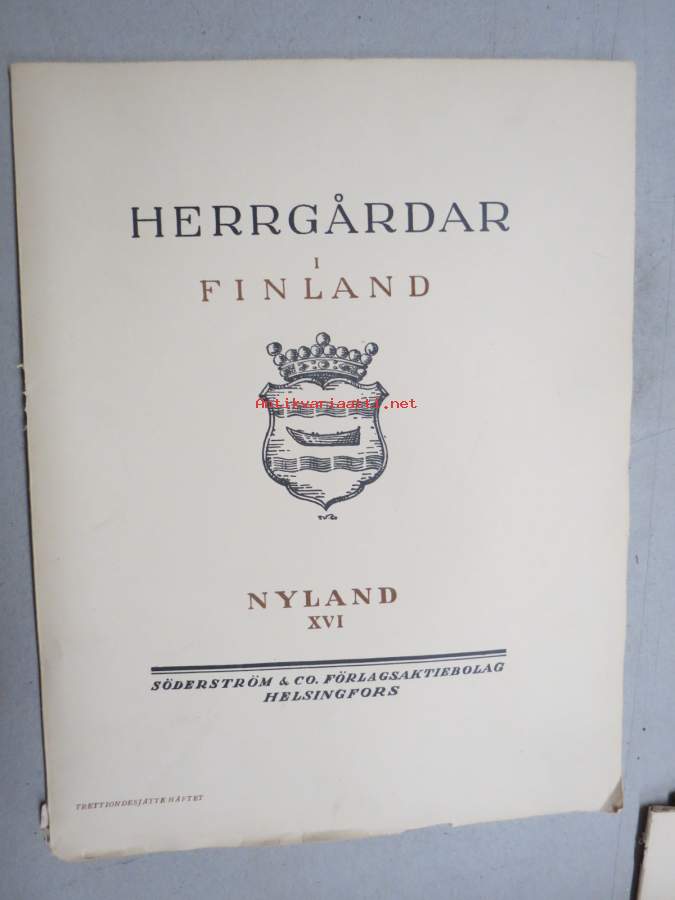 HERRGÅRDAR
I
FINLAND
Antikvariaatti.net
NYLAND
XVI
SÖDERSTRÖM & CO. FÖRLAGSAKTIEBOLAG
HELSINGFORS
TRETTIONDESJÄTTE HÄFTET